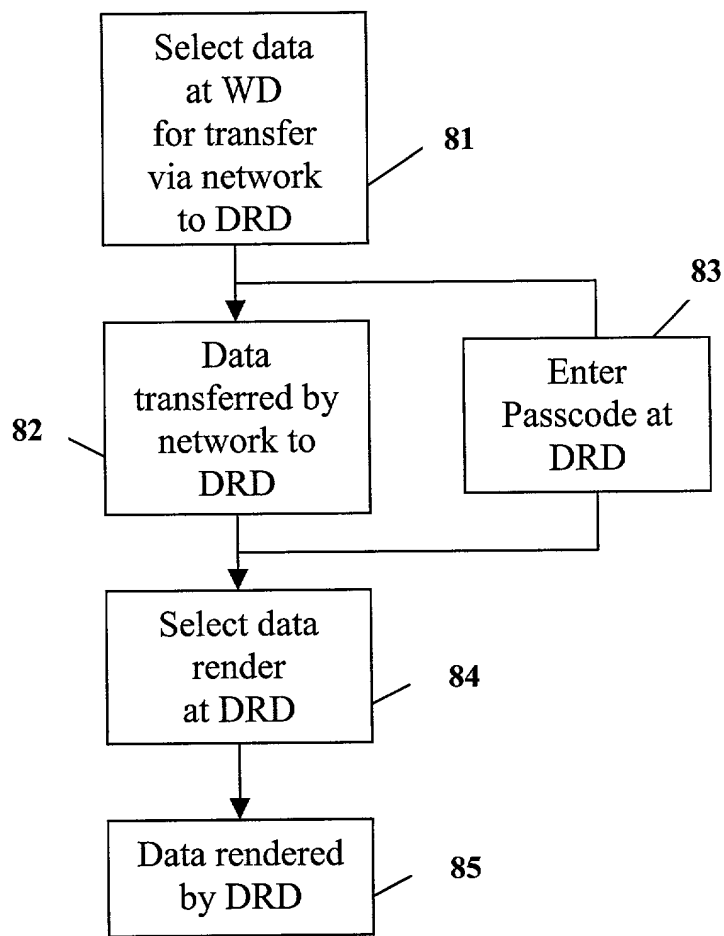 Select data
at WD
for transfer
via network
to DRD
81
83
Data
transferred by
network to
DRD
82
Enter
Passcode at
DRD
Select data
render
at DRD
84
Data rendered
by DRD
85